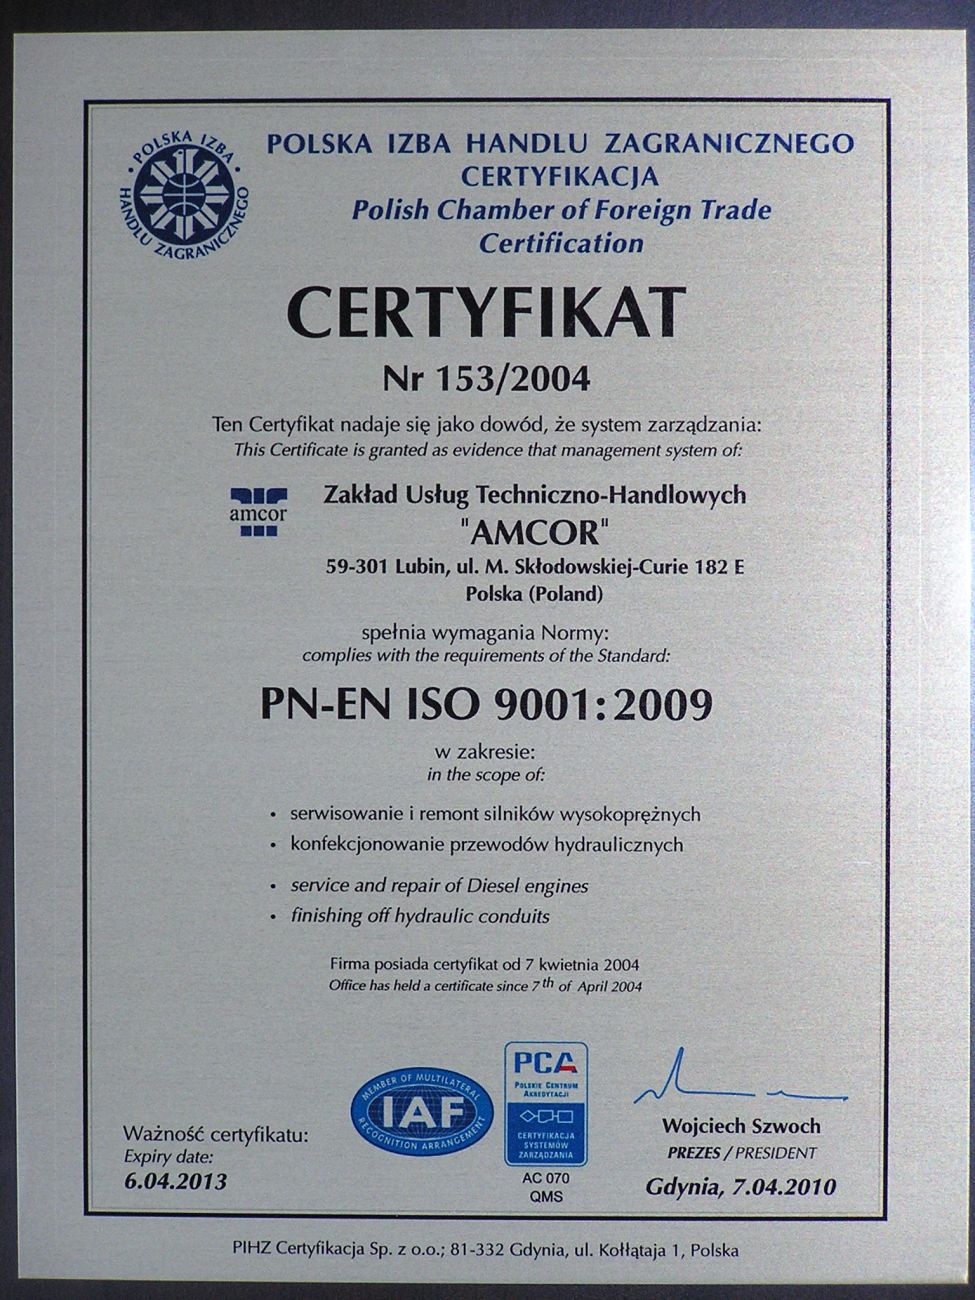 POLSKA IZBA
HANDLU ZAGRANICZNEGO
POLSKA IZBA HANDLU ZAGRANICZNEGO
CERTYFIKACJA
Polish Chamber of Foreign Trade
Certification
CERTYFIKAT
Nr 153/2004
Ten Certyfikat nadaje się jako dowód, że system zarządzania:
This Certificate is granted as evidence that management system of:
amcor
Zakład Usług Techniczno-Handlowych
"AMCOR"
59-301 Lubin, ul. M. Skłodowskiej-Curie 182 E
Polska (Poland)
spełnia wymagania Normy:
complies with the requirements of the Standard:
PN-EN ISO 9001:2009
w zakresie:
in the scope of:
• serwisowanie i remont silników wysokoprężnych
• konfekcjonowanie przewodów hydraulicznych
• service and repair of Diesel engines
• finishing off hydraulic conduits
Firma posiada certyfikat od 7 kwietnia 2004
Office has held a certificate since 7th of April 2004
MEMBER OF MULTILATERAL
IAF
RECOGNITION ARRANGEMENT
PCA
POLSKIE CENTRUM
AKREDYTACJI
CERTYFIKACJA
SYSTEMÓW
ZARZĄDZANIA
AC 070
QMS
Wojciech Szwoch
PREZES / PRESIDENT
Gdynia, 7.04.2010
Ważność certyfikatu:
Expiry date:
6.04.2013
PIHZ Certyfikacja Sp. z o.o.; 81-332 Gdynia, ul. Kołłątaja 1, Polska